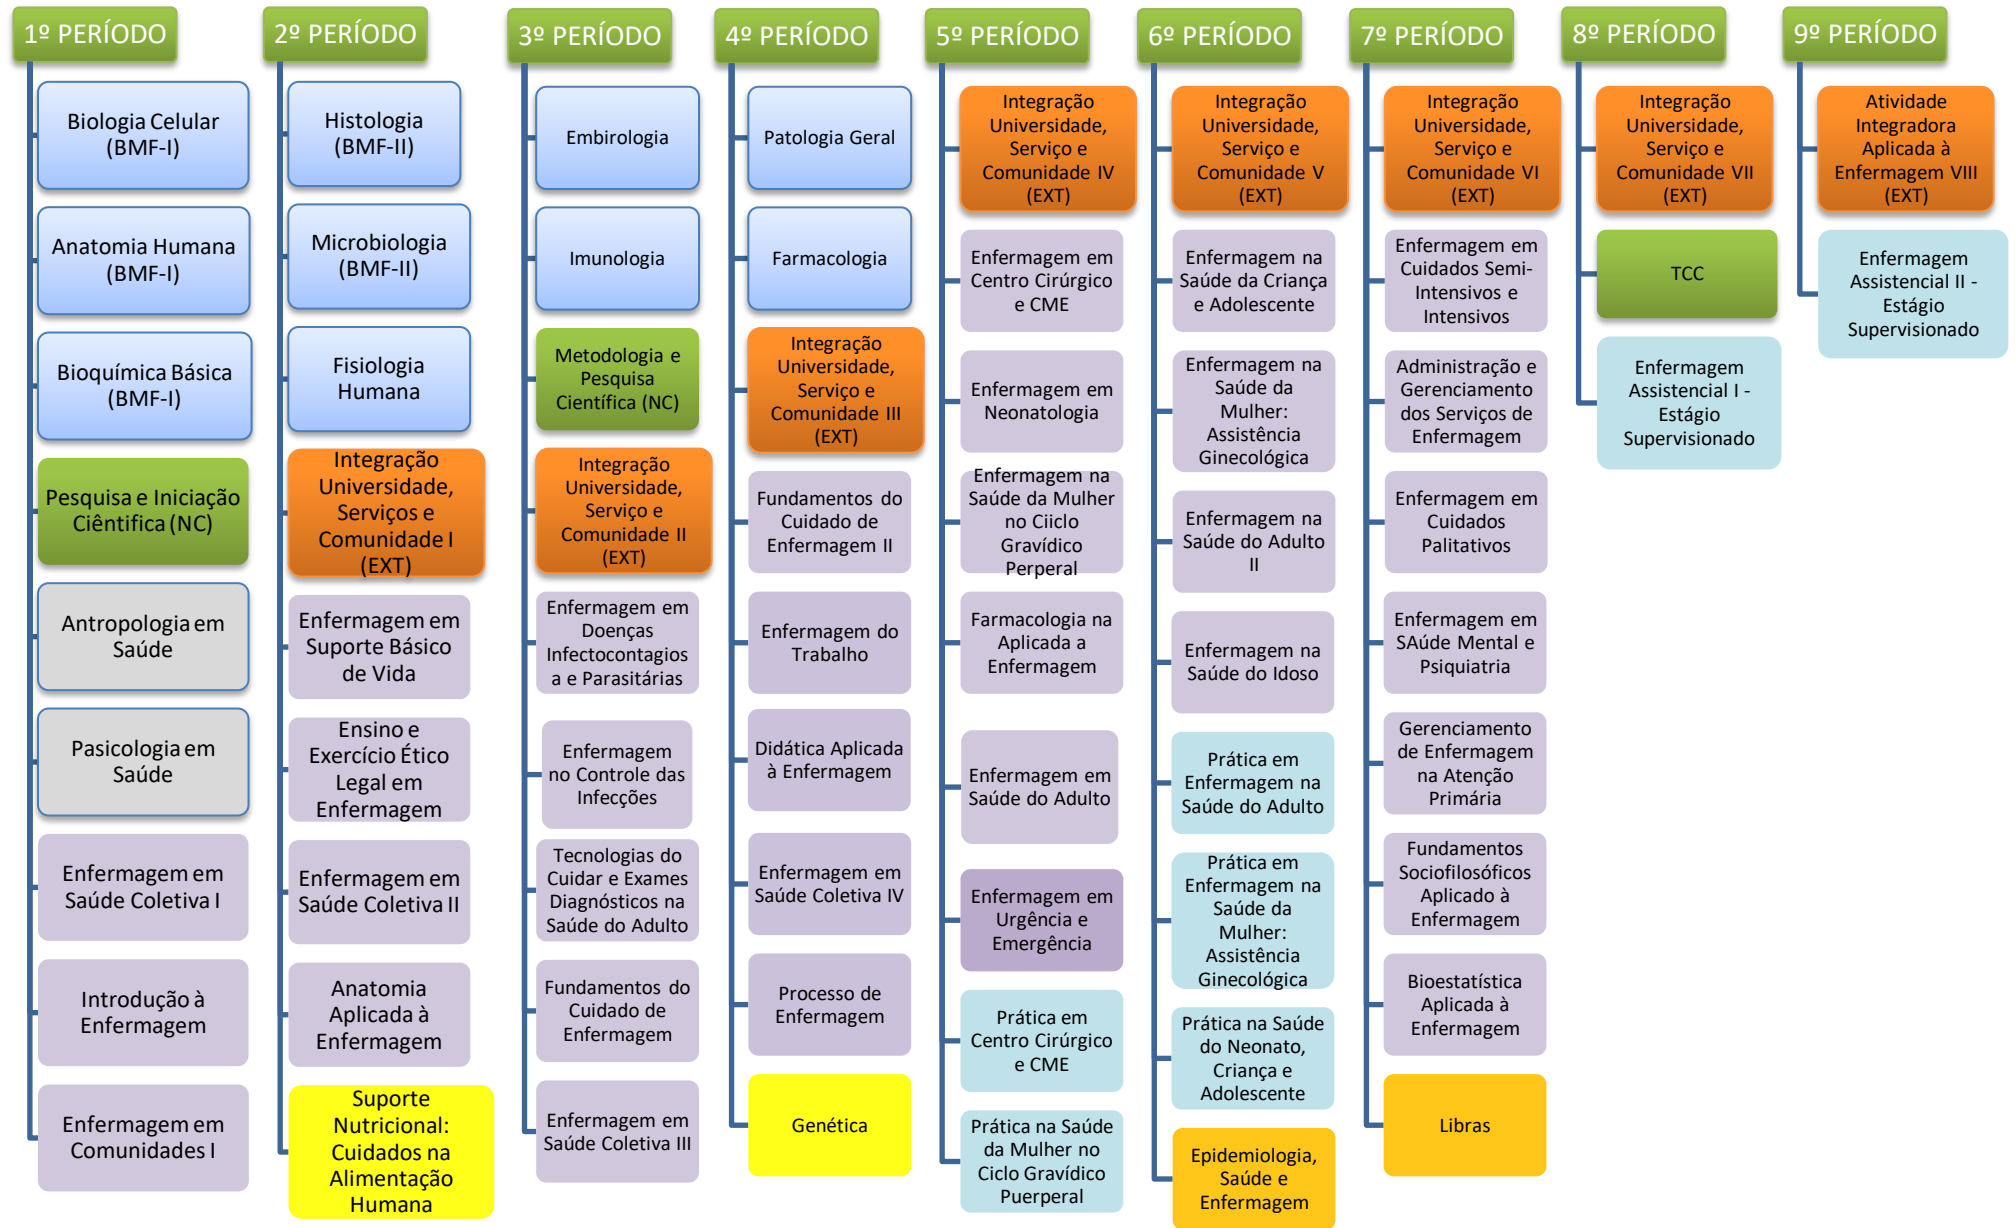 1º PERÍODO
Biologia Celular
(BMF-I)
Anatomia Humana
(BMF-I)
Bioquímica Básica
(BMF-I)
Pesquisa e Iniciação
Ciêntifica (NC)
Antropologia em
Saúde
Pasicologia em
Saúde
Enfermagem em
Saúde Coletiva I
Introdução à
Enfermagem
Enfermagem em
Comunidades I
2º PERÍODO
Histologia
(BMF-II)
Microbiologia
(BMF-II)
Fisiologia
Humana
Integração
Universidade,
Serviços e
Comunidade I
(EXT)
Enfermagem em
Suporte Básico
de Vida
Ensino e
Exercício Ético
Legal em
Enfermagem
Enfermagem em
Saúde Coletiva II
Anatomia
Aplicada à
Enfermagem
Suporte
Nutricional:
Cuidados na
Alimentação
Humana
3º PERÍODO
Embirologia
Imunologia
Metodologia e
Pesquisa
Científica (NC)
Integração
Universidade,
Serviço e
Comunidade II
(EXT)
Enfermagem em
Doenças
Infectocontagios
a e Parasitárias
Enfermagem
no Controle das
Infecções
Tecnologias do
Cuidar e Exames
Diagnósticos na
Saúde do Adulto
Fundamentos do
Cuidado de
Enfermagem
Enfermagem em
Saúde Coletiva III
4º PERÍODO
Patologia Geral
Farmacologia
Integração
Universidade,
Serviço e
Comunidade III
(EXT)
Fundamentos do
Cuidado de
Enfermagem II
Enfermagem do
Trabalho
Didática Aplicada
à Enfermagem
Enfermagem em
Saúde Coletiva IV
Processo de
Enfermagem
Genética
5º PERÍODO
Integração
Universidade,
Serviço e
Comunidade IV
(EXT)
Enfermagem em
Centro Cirúrgico
e CME
Enfermagem em
Neonatologia
Enfermagem na
Saúde da Mulher
no Ciiclo
Gravídico
Perperal
Farmacologia na
Aplicada a
Enfermagem
Enfermagem em
Saúde do Adulto
Enfermagem em
Urgência e
Emergência
Prática em
Centro Cirúrgico
e CME
Prática na Saúde
da Mulher no
Ciclo Gravídico
Puerperal
6º PERÍODO
Integração
Universidade,
Serviço e
Comunidade V
(EXT)
Enfermagem na
Saúde da Criança
e Adolescente
Enfermagem na
Saúde da
Mulher:
Assistência
Ginecológica
Enfermagem na
Saúde do Adulto
II
Enfermagem na
Saúde do Idoso
Prática em
Enfermagem na
Saúde do Adulto
Prática em
Enfermagem na
Saúde da
Mulher:
Assistência
Ginecológica
Prática na Saúde
do Neonato,
Criança e
Adolescente
Epidemiologia,
Saúde e
Enfermagem
7º PERÍODO
Integração
Universidade,
Serviço e
Comunidade VI
(EXT)
Enfermagem em
Cuidados Semi-
Intensivos e
Intensivos
Administração e
Gerenciamento
dos Serviços de
Enfermagem
Enfermagem em
Cuidados
Palitativos
Enfermagem em
SAúde Mental e
Psiquiatria
Gerenciamento
de Enfermagem
na Atenção
Primária
Fundamentos
Sociofilosóficos
Aplicado à
Enfermagem
Bioestatística
Aplicada à
Enfermagem
Libras
8º PERÍODO
Integração
Universidade,
Serviço e
Comunidade VII
(EXT)
TCC
Enfermagem
Assistencial I -
Estágio
Supervisionado
9º PERÍODO
Atividade
Integradora
Aplicada à
Enfermagem VIII
(EXT)
Enfermagem
Assistencial II -
Estágio
Supervisionado